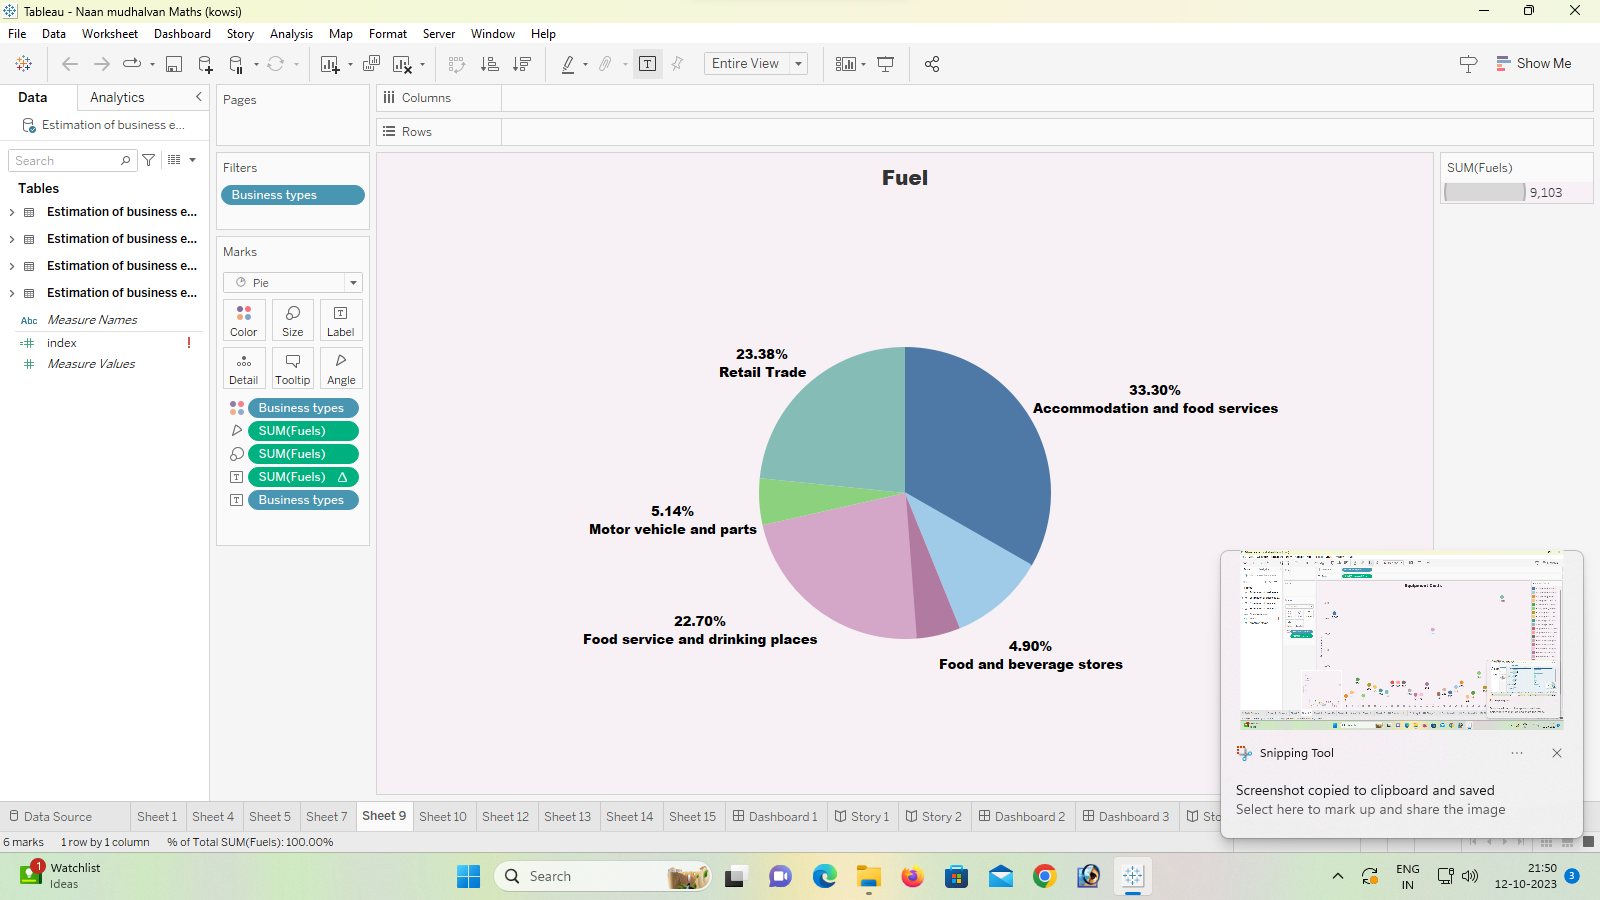 Tableau - Naan mudhalvan Maths (kowsi)
File Data Worksheet Dashboard Story Analysis Map Format Server Window Help
Entire View
Show Me
Data Analytics
Estimation of business e...
Search
Tables
Estimation of business e...
Estimation of business e...
Estimation of business e...
Estimation of business e...
Abc Measure Names
index !
Measure Values
Pages
Filters
Business types
Marks
Pie
Color Size Label
Detail Tooltip Angle
Business types
SUM(Fuels)
SUM(Fuels)
SUM(Fuels)
Business types
Columns
Rows
Fuel
23.38%
Retail Trade
33.30%
Accommodation and food services
5.14%
Motor vehicle and parts
22.70%
Food service and drinking places
4.90%
Food and beverage stores
SUM(Fuels)
9,103
Equipment Costs
Snipping Tool
Screenshot copied to clipboard and saved
Select here to mark up and share the image
Data Source Sheet 1 Sheet 4 Sheet 5 Sheet 7 Sheet 9 Sheet 10 Sheet 12 Sheet 13 Sheet 14 Sheet 15 Dashboard 1 Story 1 Story 2 Dashboard 2 Dashboard 3 Sto
6 marks 1 row by 1 column % of Total SUM(Fuels): 100.00%
1 Watchlist
Ideas
Search
ENG
IN
21:50
12-10-2023
3